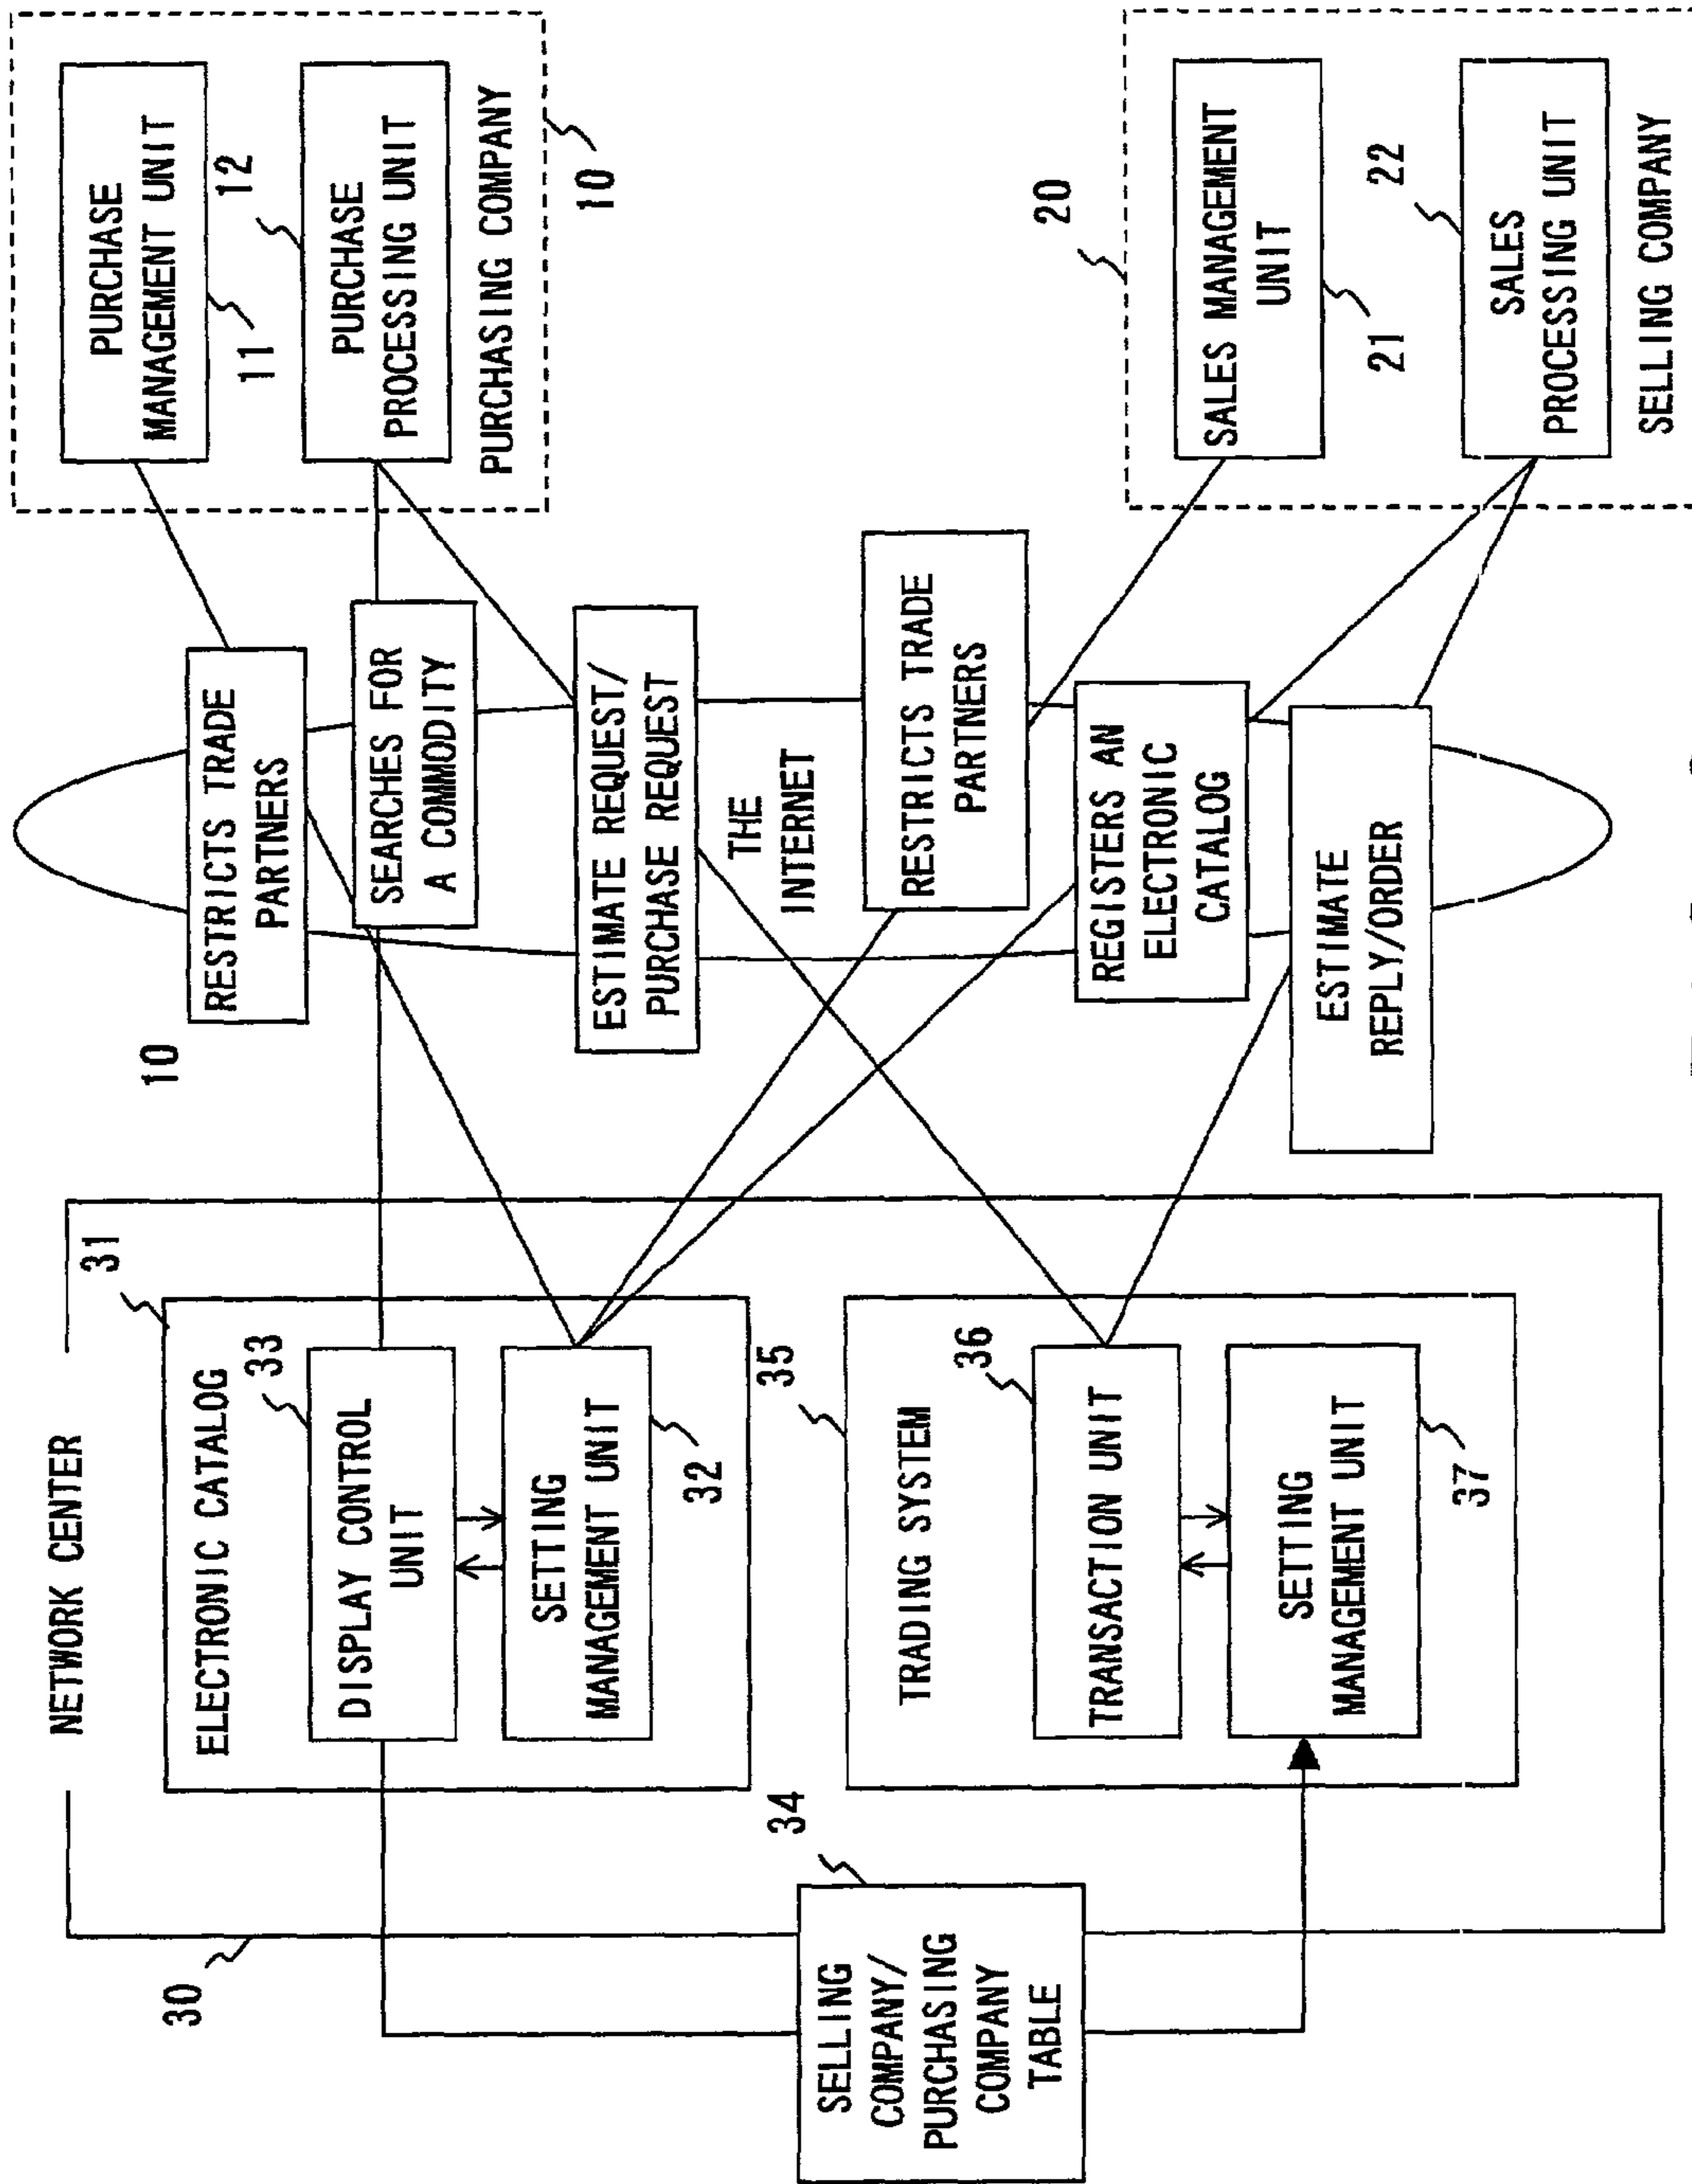 NETWORK CENTER
30
31
ELECTRONIC CATALOG
33
DISPLAY CONTROL
UNIT
SETTING
MANAGEMENT UNIT
32
34
SELLING
COMPANY/
PURCHASING
COMPANY
TABLE
35
TRADING SYSTEM
36
TRANSACTION UNIT
SETTING
MANAGEMENT UNIT
37
10
RESTRICTS TRADE
PARTNERS
SEARCHES FOR
A COMMODITY
ESTIMATE REQUEST/
PURCHASE REQUEST
THE
INTERNET
RESTRICTS TRADE
PARTNERS
REGISTERS AN
ELECTRONIC
CATALOG
ESTIMATE
REPLY/ORDER
PURCHASE
MANAGEMENT UNIT
11
12
PURCHASE
PROCESSING UNIT
PURCHASING COMPANY
10
20
SALES MANAGEMENT
UNIT
21
22
SALES
PROCESSING UNIT
SELLING COMPANY